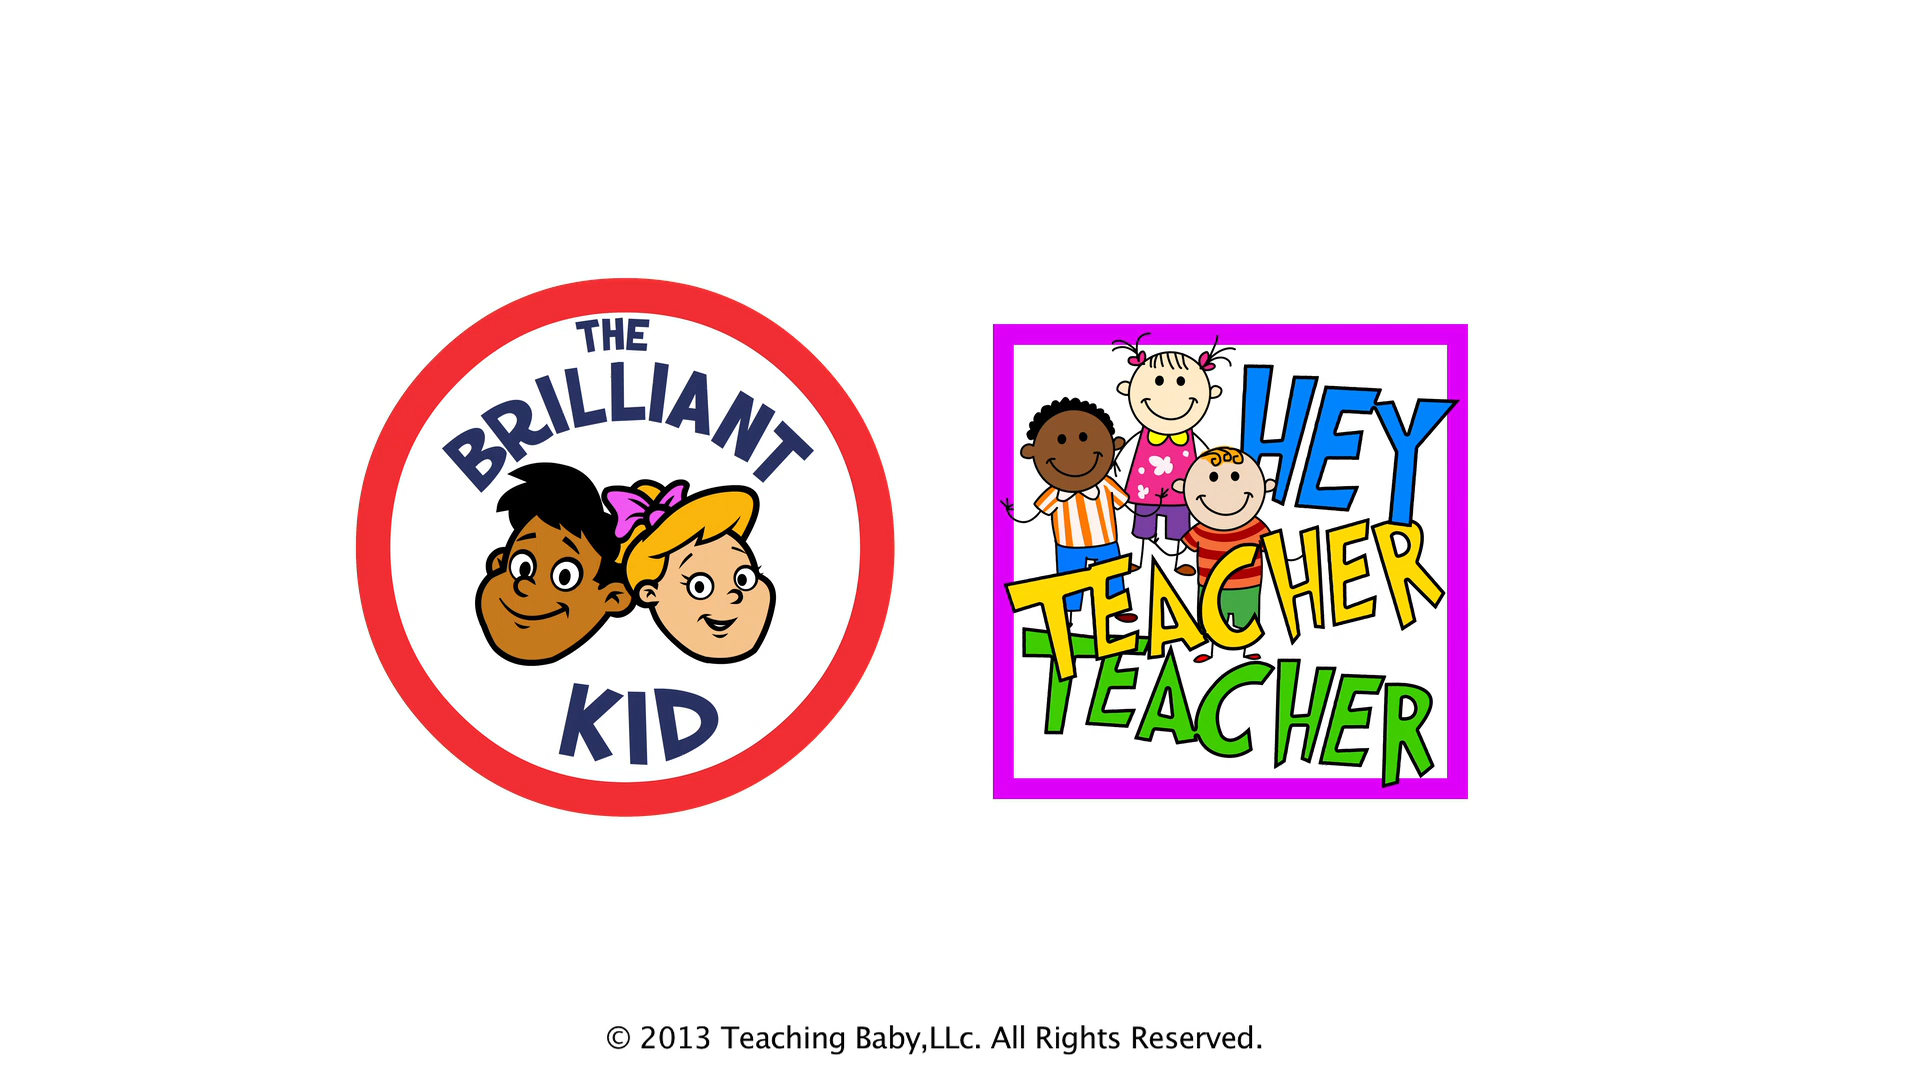 THE
BRILLIANT
KID
HEY
TEACHER
TEACHER
© 2013 Teaching Baby,LLc. All Rights Reserved.